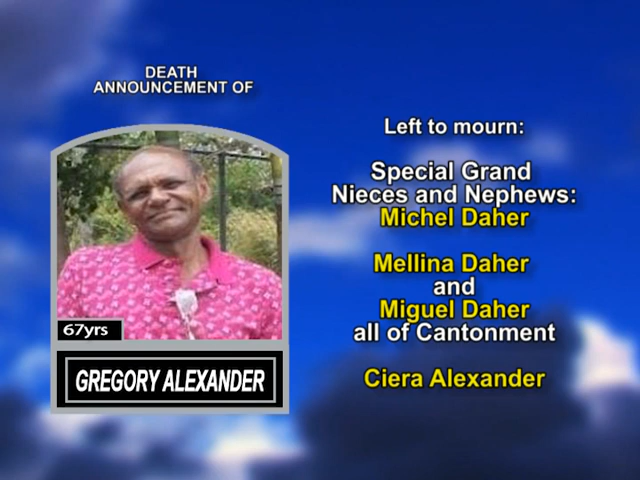 DEATH
ANNOUNCEMENT OF
67yrs
GREGORY ALEXANDER
Left to mourn:
Special Grand
Nieces and Nephews:
Michel Daher
Mellina Daher
and
Miguel Daher
all of Cantonment
Ciera Alexander